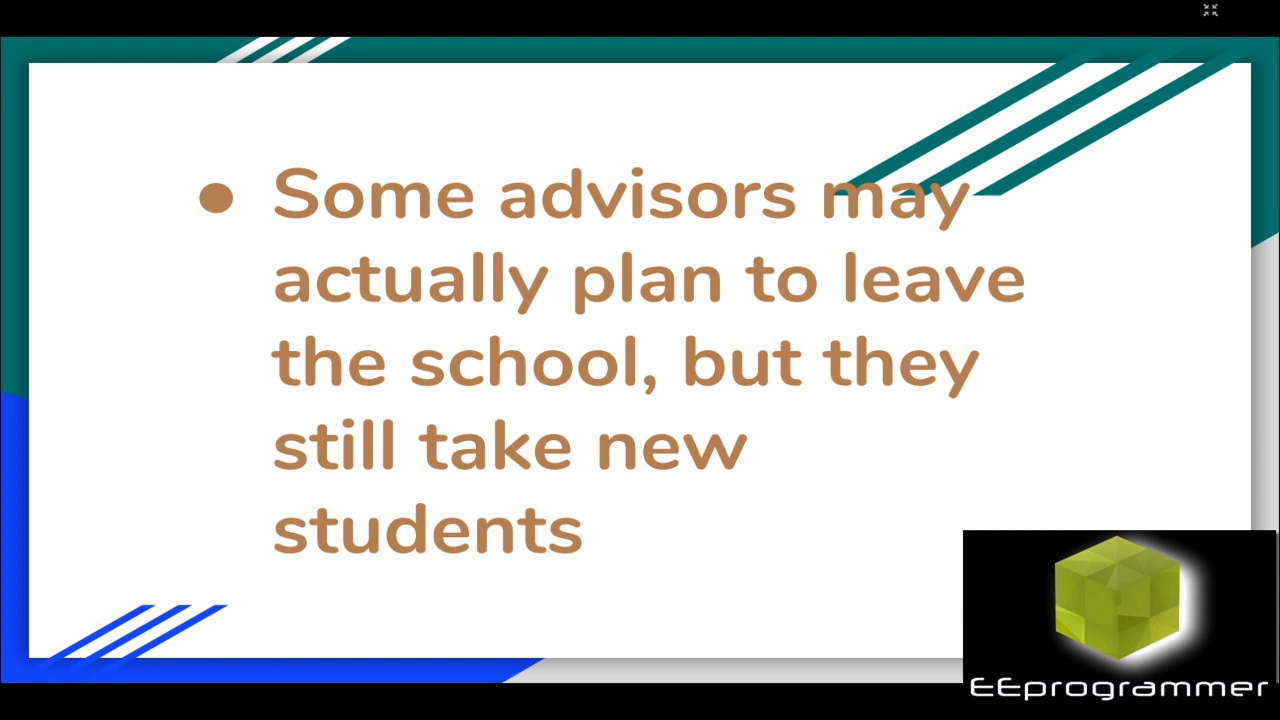 ● Some advisors may
actually plan to leave
the school, but they
still take new
students
EEprogrammer